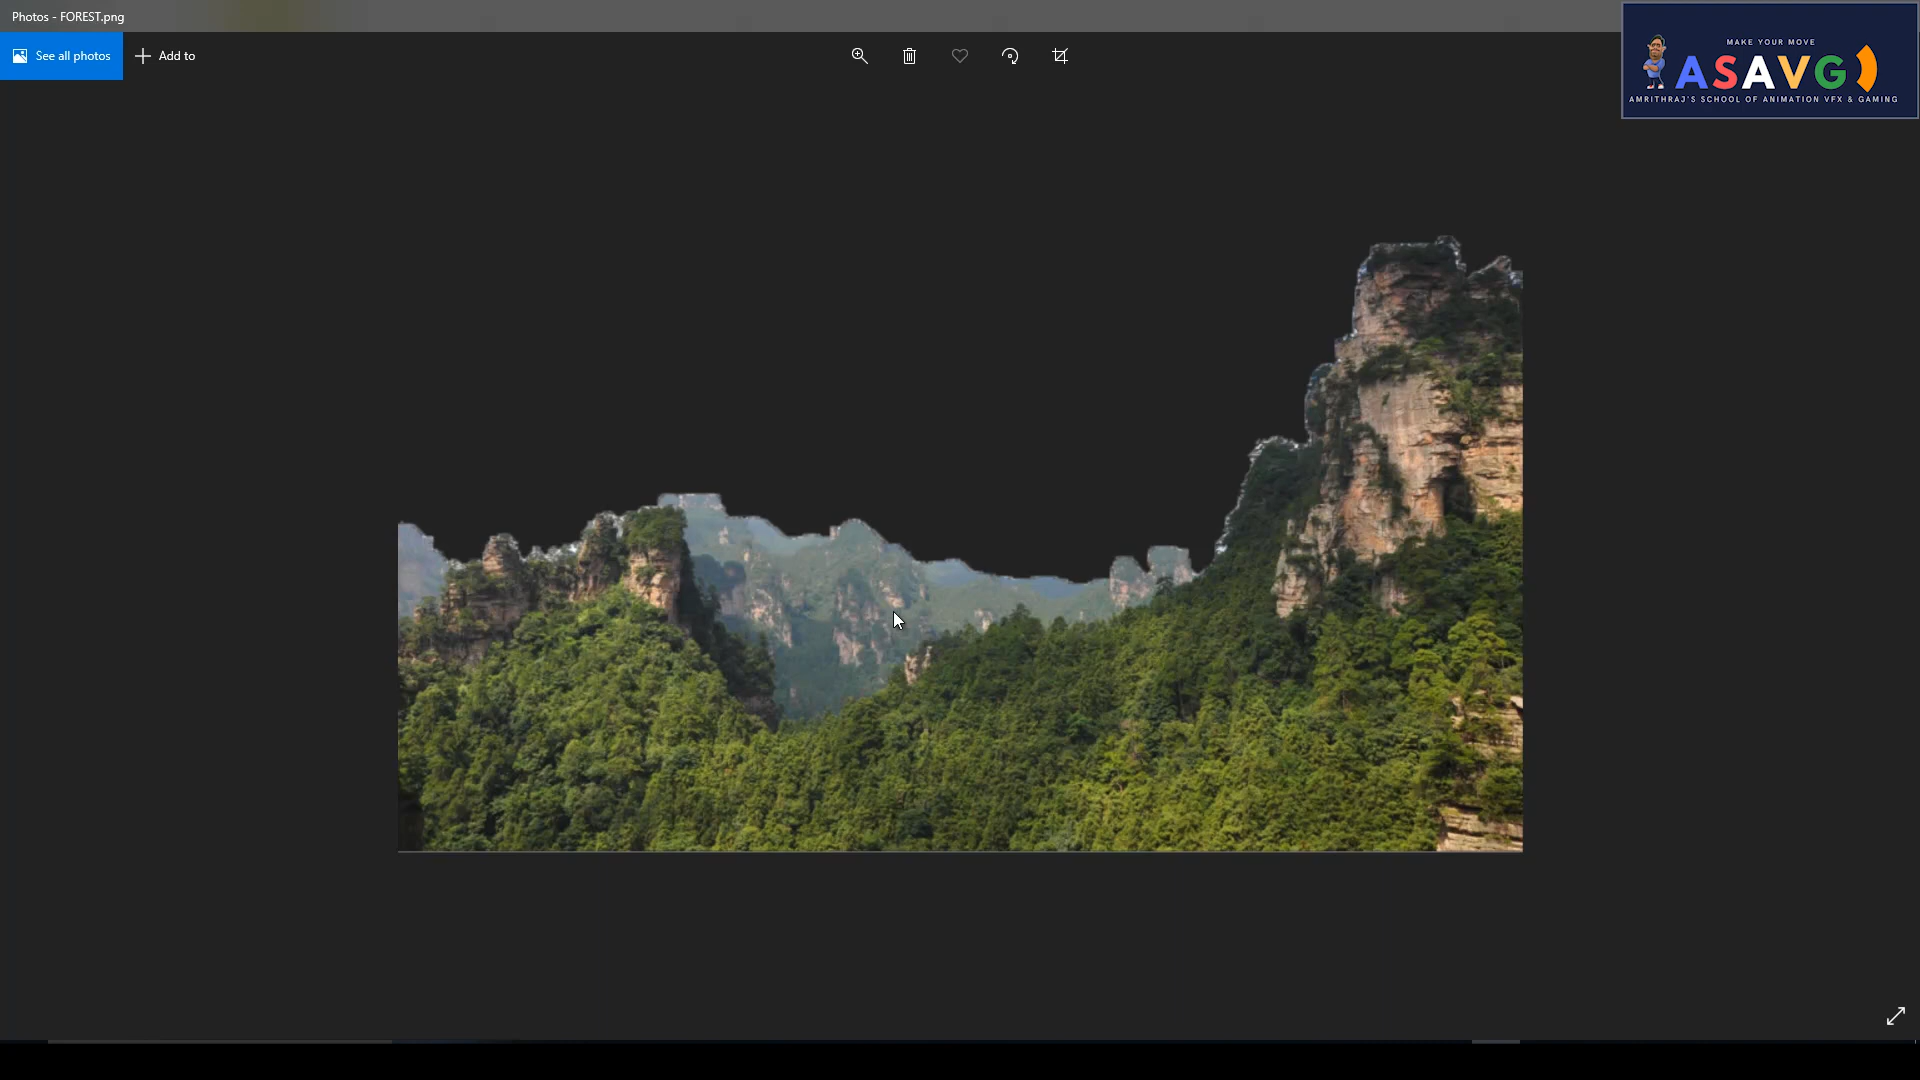 Photos - FOREST.png
See all photos
Add to
MAKE YOUR MOVE
ASAVG
AMRITHRAJ'S SCHOOL OF ANIMATION VFX & GAMING